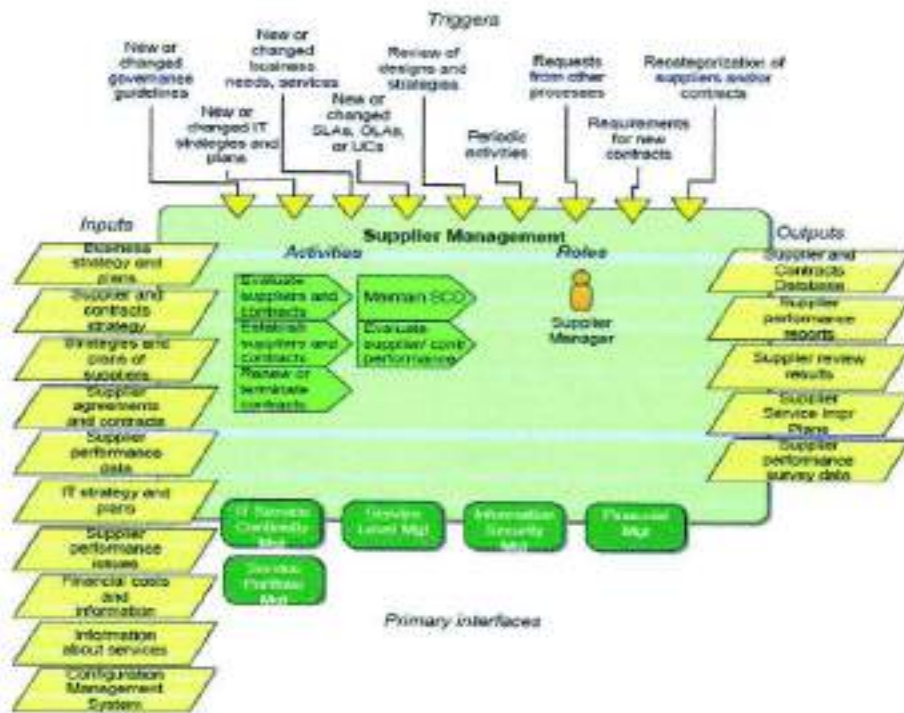 Triggers
New or
changed
governance
guidelines
New or
changed
business
needs, services
Review of
designs and
strategies
Requests
from other
processes
Recategorization of
suppliers and/or
contracts
New or
changed IT
strategies and
plans
New or
changed
SLAs, OLAs,
or UCs
Periodic
activities
Requirements
for new
contracts
Inputs
Supplier Management
Outputs
Activities
Roles
Business
strategy and
plans
Supplier and
contracts
strategy
Strategies and
plans of
suppliers
Supplier
agreements
and contracts
Supplier
performance
data
IT strategy and
plans
Supplier
performance
issues
Financial costs
and
information
Information
about services
Configuration
Management
System
Evaluate
suppliers and
contracts
Establish
suppliers and
contracts
Renew or
terminate
contracts
Maintain SCD
Evaluate
supplier/ cont
performance
Supplier
Manager
Supplier and
Contracts
Database
Supplier
performance
reports
Supplier review
results
Supplier
Service Impr
Plans
Supplier
performance
survey data
IT Service
Continuity
Mgt
Service
Level Mgt
Information
Security
Mgt
Financial
Mgt
Service
Portfolio
Mgt
Primary interfaces